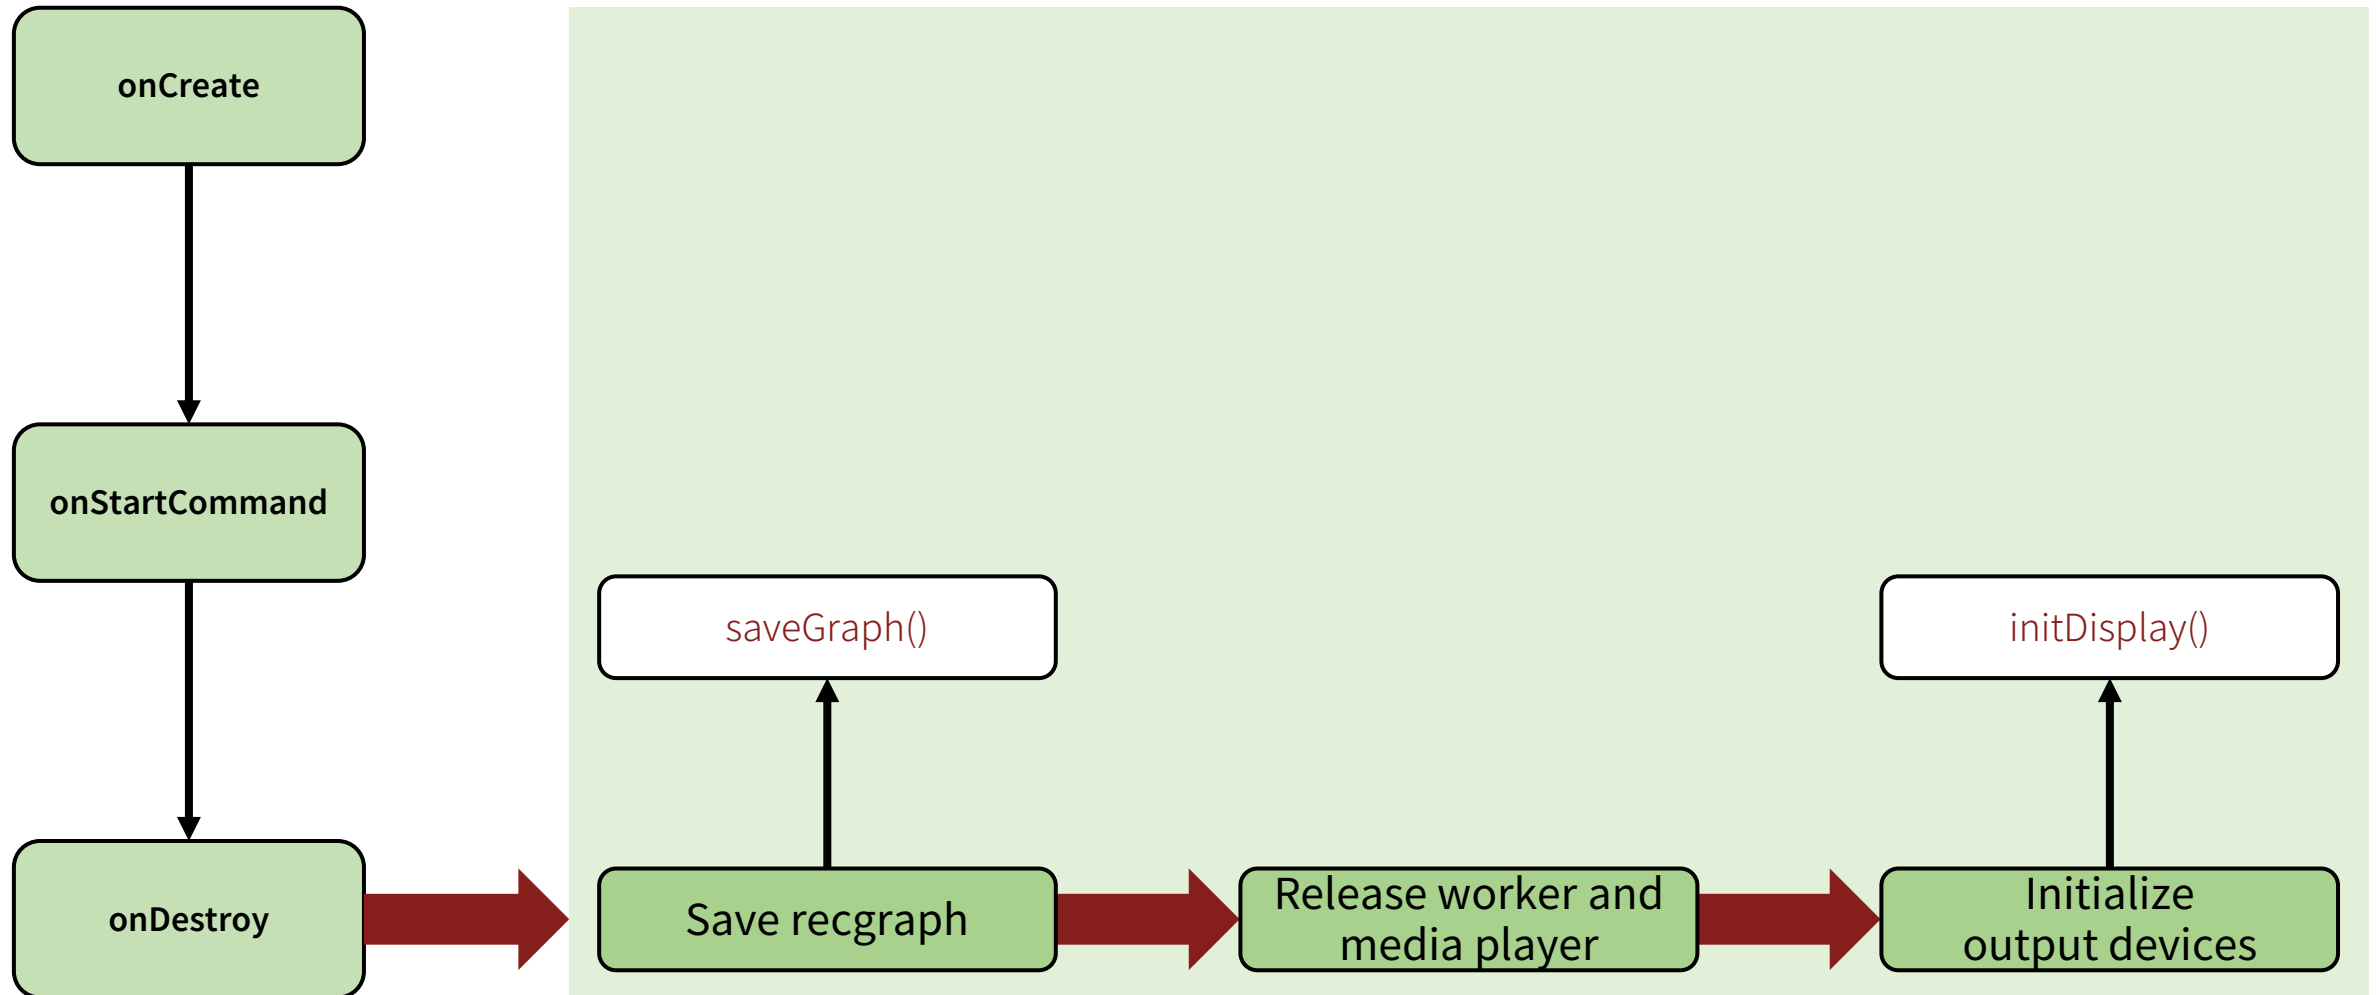 onCreate
onStartCommand
saveGraph()
initDisplay()
onDestroy
Save recgraph
Release worker and
media player
Initialize
output devices